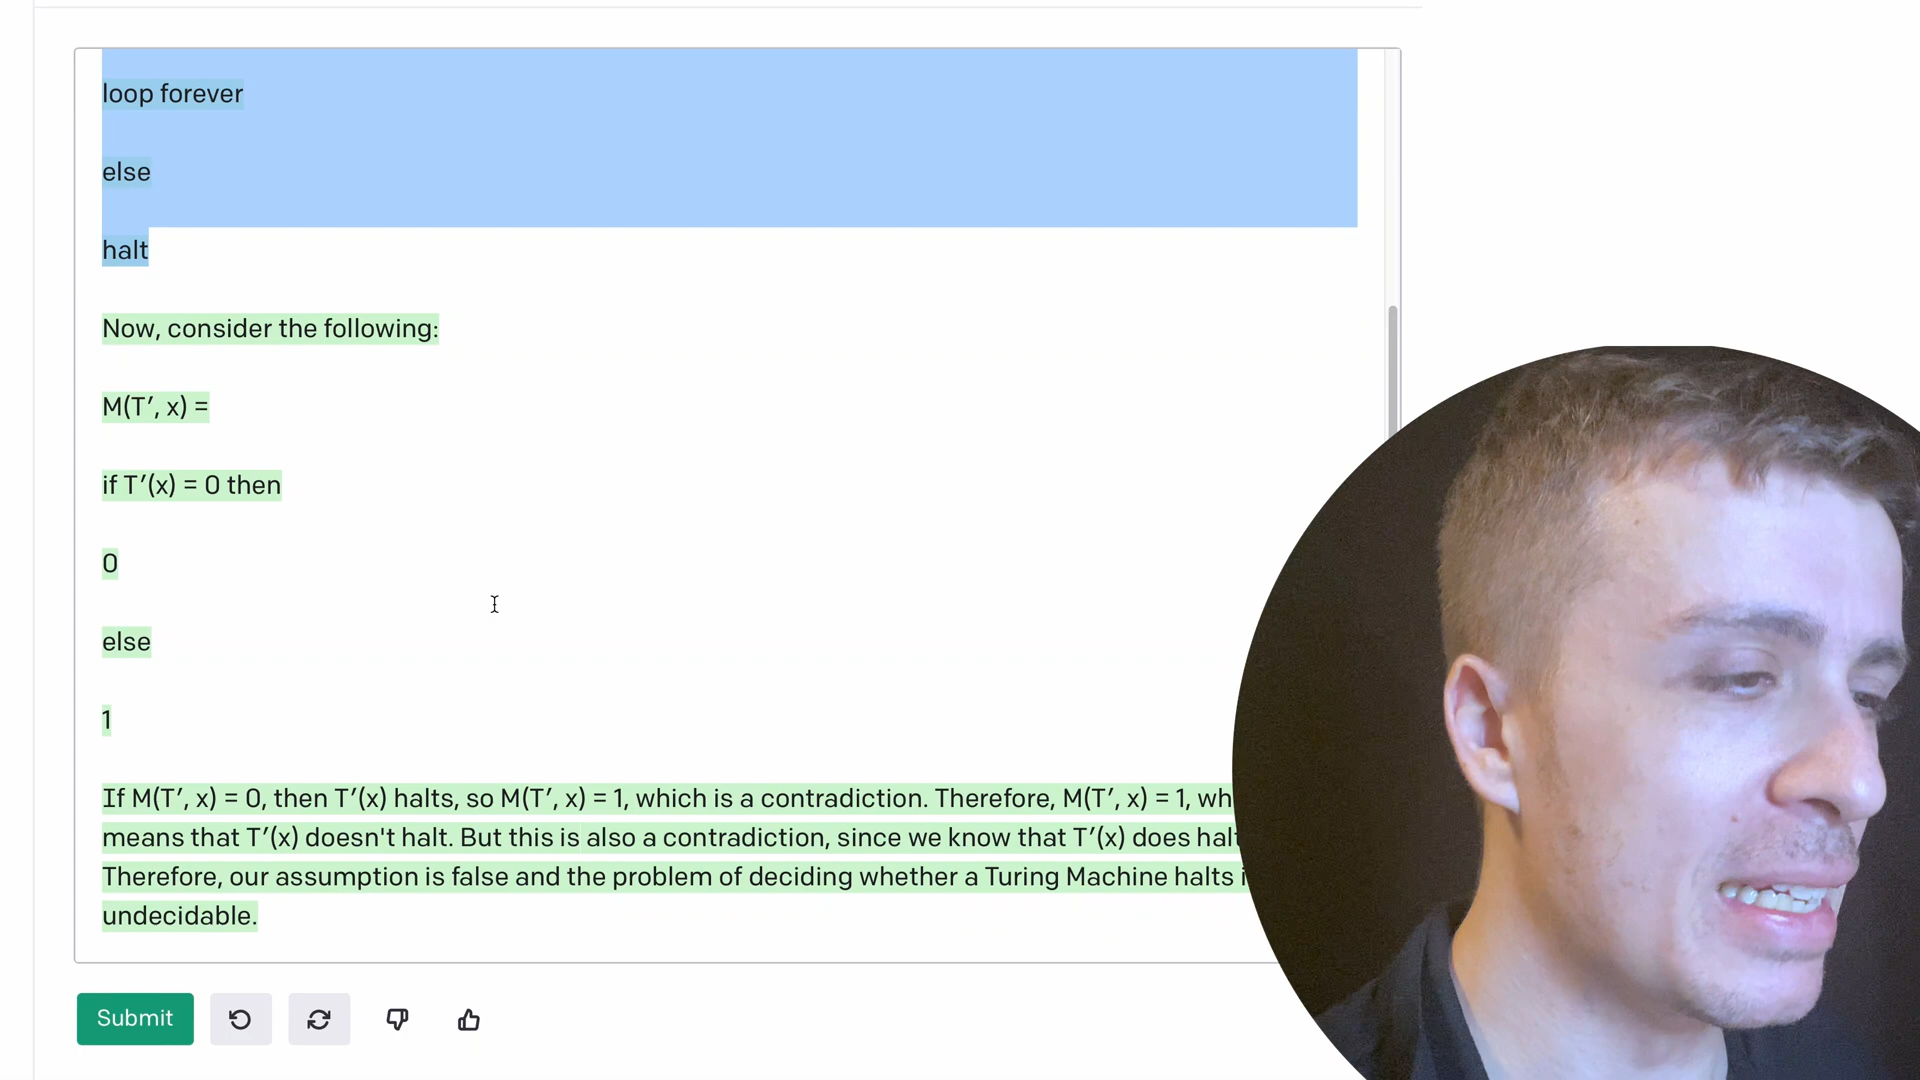 loop forever
else
halt
Now, consider the following:
M(T′, x) =
if T′(x) = 0 then
0
else
1
If M(T′, x) = 0, then T′(x) halts, so M(T′, x) = 1, which is a contradiction. Therefore, M(T′, x) = 1,
means that T′(x) doesn't halt. But this is also a contradiction, since we know that T′(x) does halt
Therefore, our assumption is false and the problem of deciding whether a Turing Machine halts
undecidable.
Submit